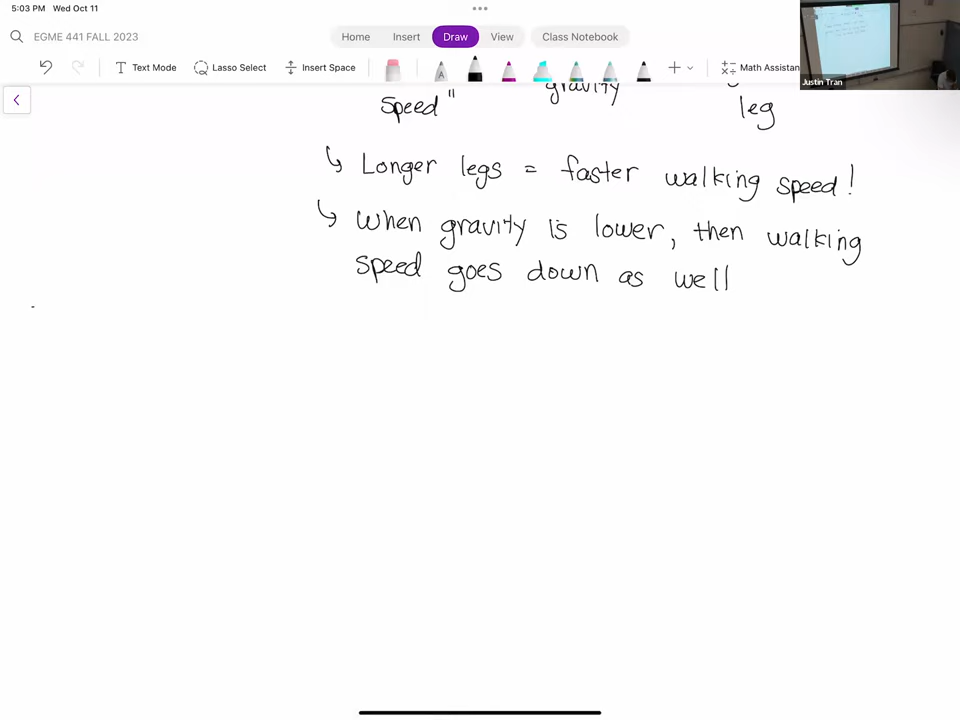 5:03 PM Wed Oct 11
EGME 441 FALL 2023
Home Insert Draw View Class Notebook
Text Mode Lasso Select Insert Space Math Assistan
Justin Tran
speed" gravity leg
↳ Longer legs = faster walking speed!
↳ When gravity is lower, then walking
speed goes down as well